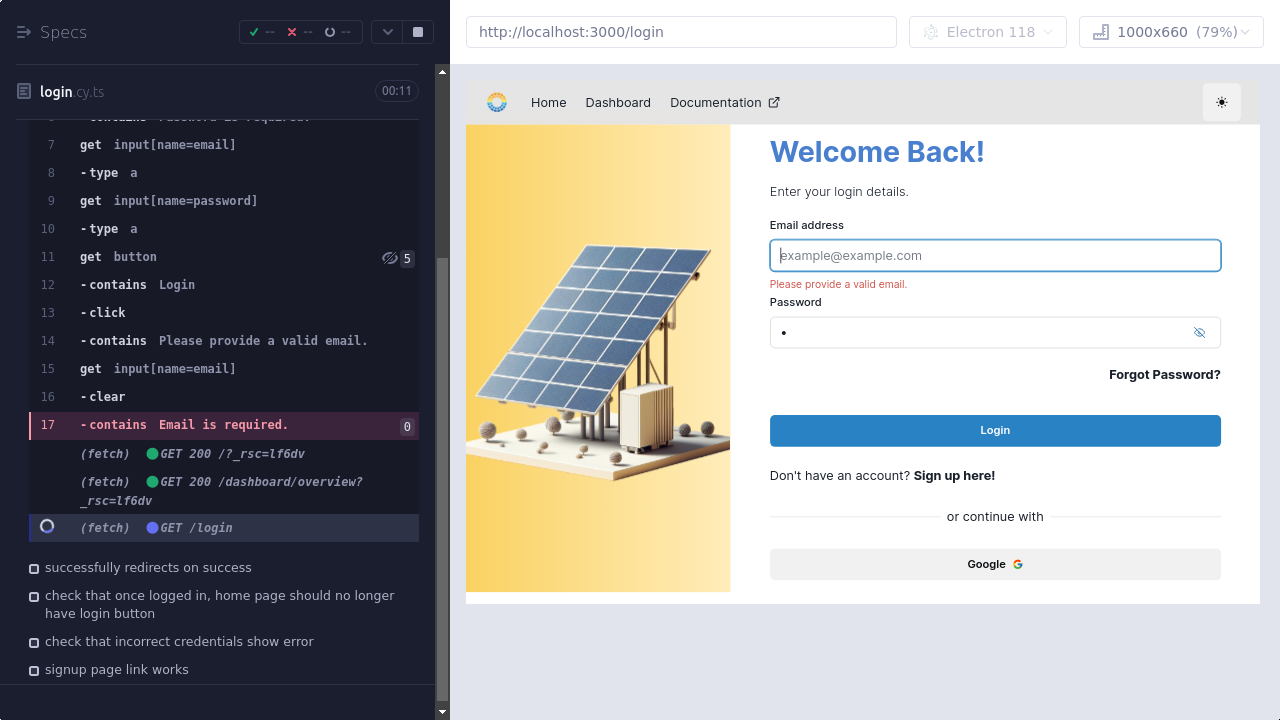 Specs
--
--
--
login.cy.ts
00:11
7 get input[name=email]
8 -type a
9 get input[name=password]
10 -type a
11 get button 5
12 -contains Login
13 -click
14 -contains Please provide a valid email.
15 get input[name=email]
16 -clear
17 -contains Email is required. 0
(fetch) GET 200 /?_rsc=lf6dv
(fetch) GET 200 /dashboard/overview?
_rsc=lf6dv
(fetch) GET /login
successfully redirects on success
check that once logged in, home page should no longer
have login button
check that incorrect credentials show error
signup page link works
http://localhost:3000/login
Electron 118
1000x660 (79%)
Home Dashboard Documentation
Welcome Back!
Enter your login details.
Email address
example@example.com
Please provide a valid email.
Password
Forgot Password?
Login
Don't have an account? Sign up here!
or continue with
Google